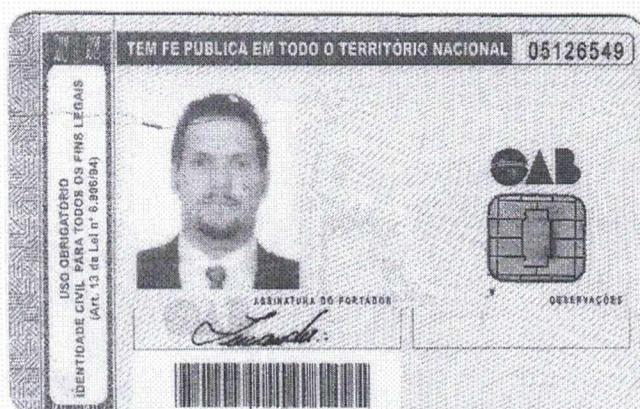 TEM FE PUBLICA EM TODO O TERRITÓRIO NACIONAL 05126549
USO OBRIGATÓRIO
IDENTIDADE CIVIL PARA TODOS OS FINS LEGAIS
(Art. 13 da Lei nº 8.906/94)
OAB
ASSINATURA DO PORTADOR
OBSERVAÇÕES